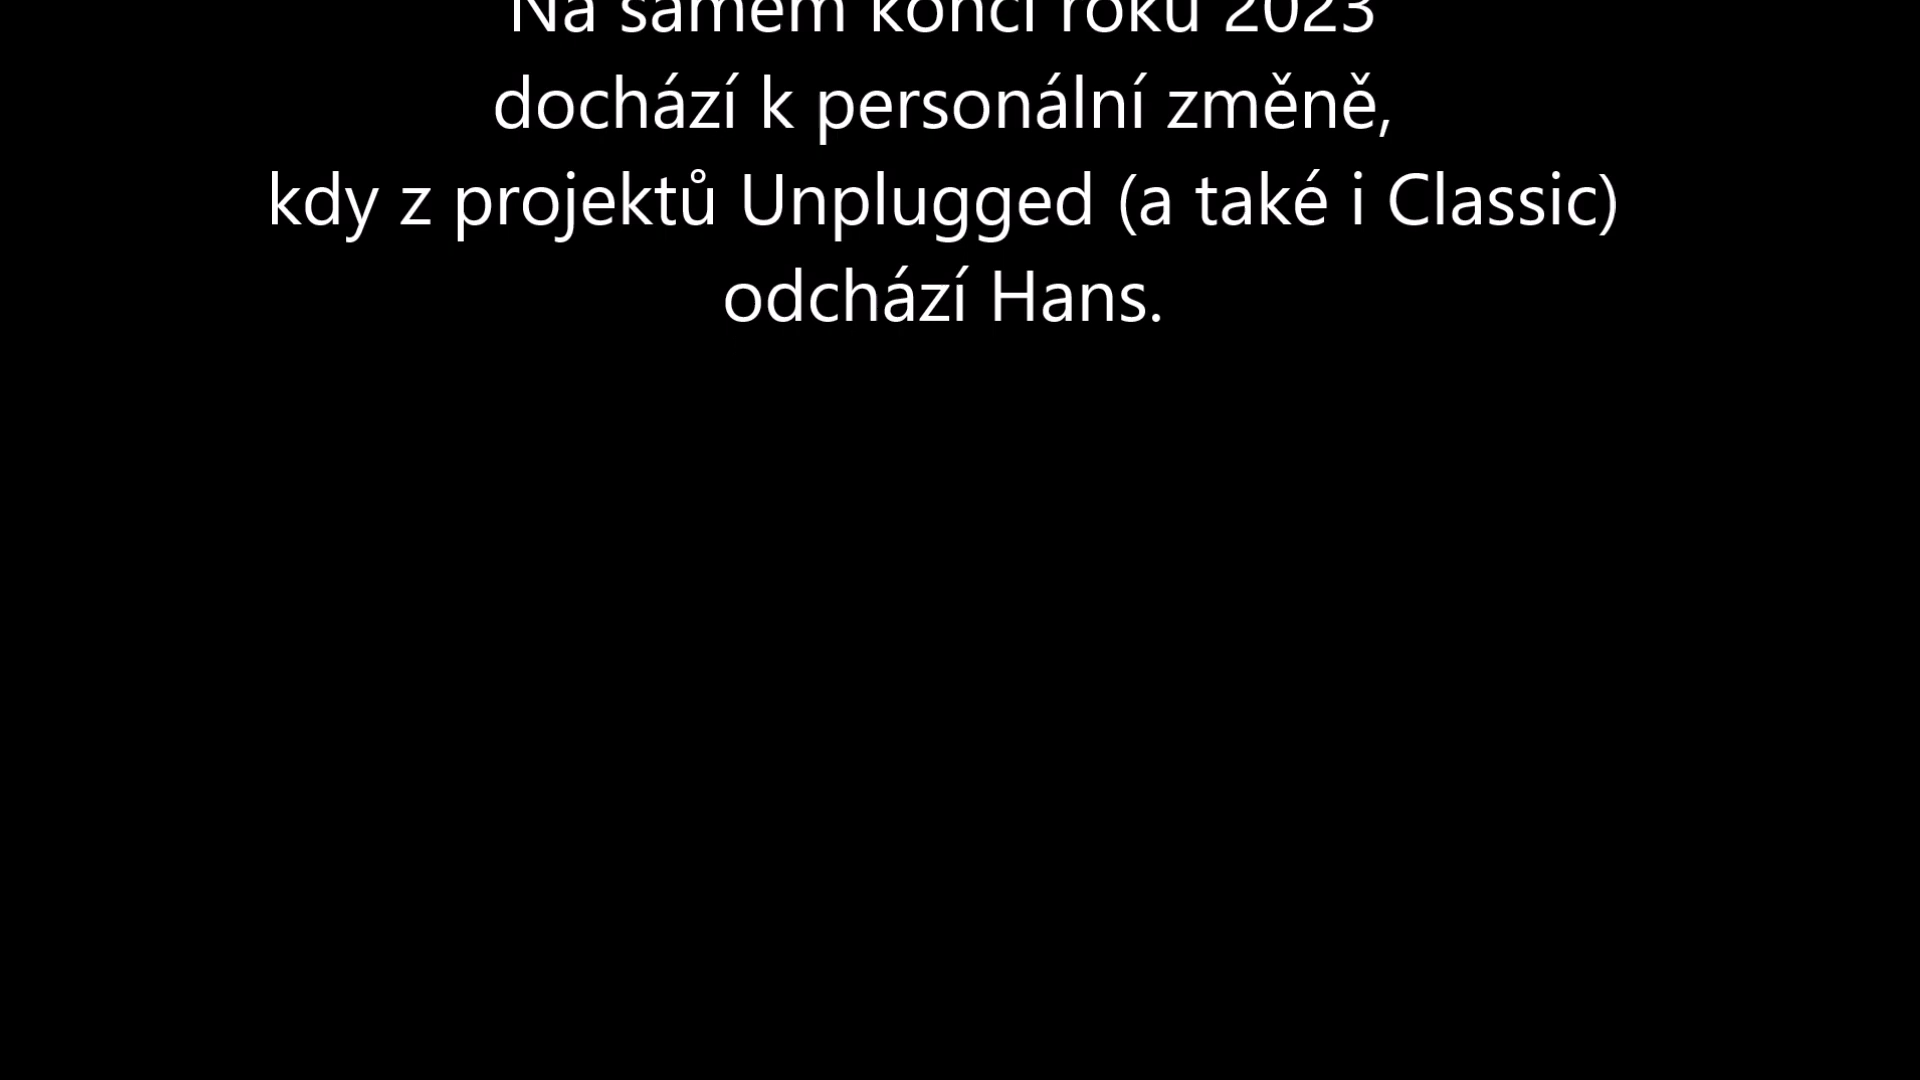 Na samém konci roku 2023
dochází k personální změně,
kdy z projektů Unplugged (a také i Classic)
odchází Hans.